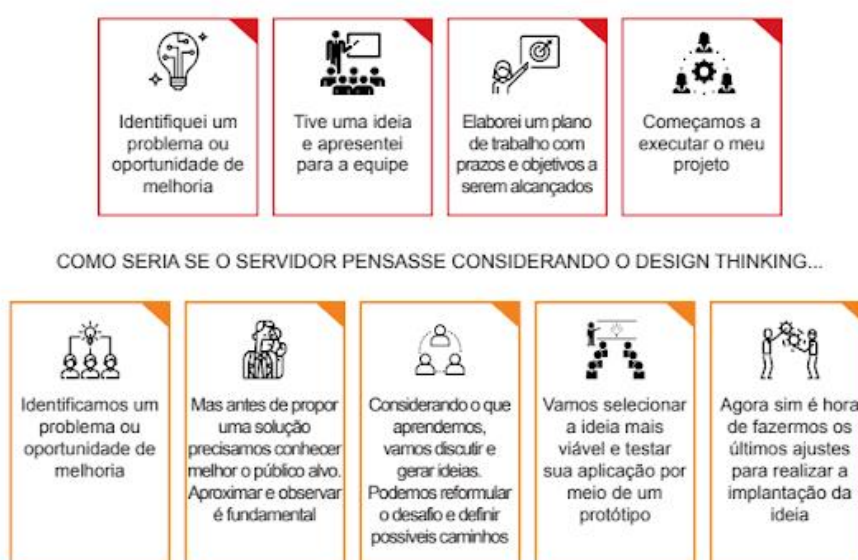 Identifiquei um
problema ou
oportunidade de
melhoria
Tive uma ideia
e apresentei
para a equipe
Elaborei um plano
de trabalho com
prazos e objetivos a
serem alcançados
Começamos a
executar o meu
projeto
COMO SERIA SE O SERVIDOR PENSASSE CONSIDERANDO O DESIGN THINKING...
Identificamos um
problema ou
oportunidade de
melhoria
Mas antes de propor
uma solução
precisamos conhecer
melhor o público alvo.
Aproximar e observar
é fundamental
Considerando o que
aprendemos,
vamos discutir e
gerar ideias.
Podemos reformular
o desafio e definir
possíveis caminhos
Vamos selecionar
a ideia mais
viável e testar
sua aplicação por
meio de um
protótipo
Agora sim é hora
de fazermos os
últimos ajustes
para realizar a
implantação da
ideia